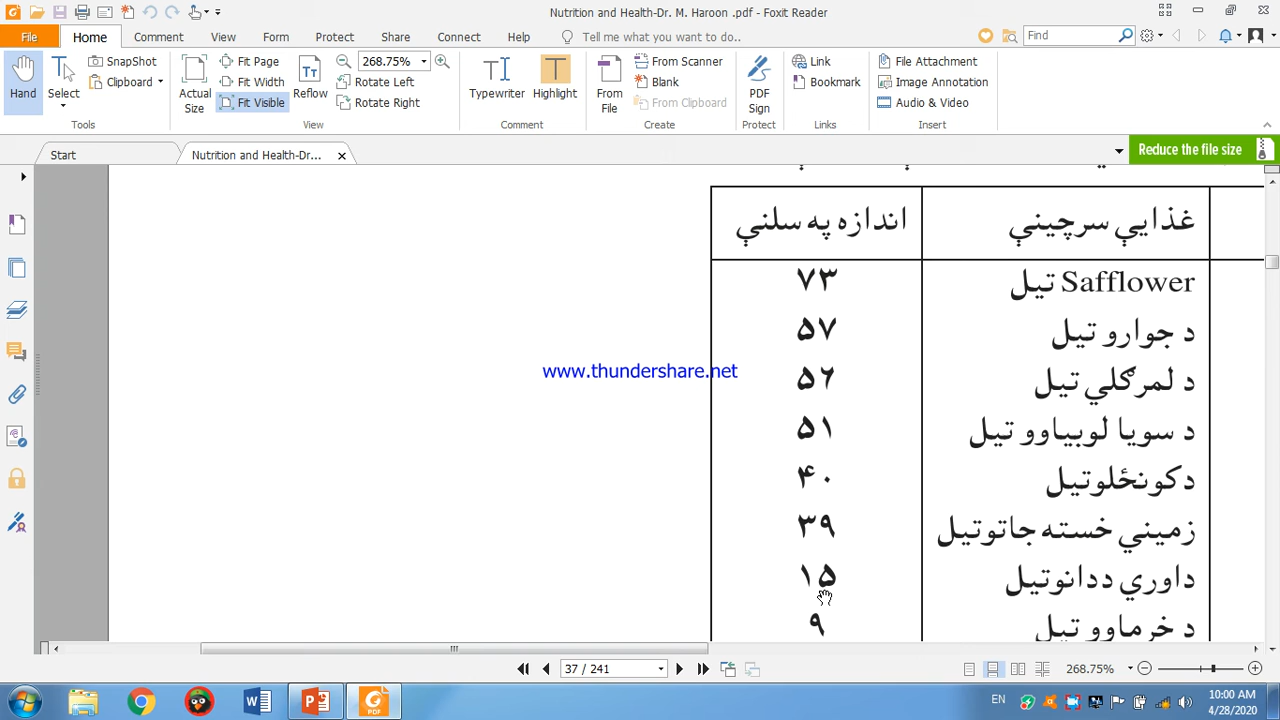 Nutrition and Health-Dr. M. Haroon .pdf - Foxit Reader
File Home Comment View Form Protect Share Connect Help Tell me what you want to do.. Find
Hand
Select
SnapShot
Clipboard
Actual Size
Fit Page
Fit Width
Fit Visible
Reflow
268.75%
Rotate Left
Rotate Right
Typewriter
Highlight
From File
From Scanner
Blank
From Clipboard
PDF Sign
Link
Bookmark
File Attachment
Image Annotation
Audio & Video
Tools View Comment Create Protect Links Insert
Start
Nutrition and Health-Dr...
Reduce the file size
غذايي سرچينې اندازه په سلنې
Safflower تيل ۷۳
د جوارو تيل ۵۷
www.thundershare.net
د لمرګلي تيل ۵۶
د سويا لوبياوو تيل ۵۱
دکونځلوتيل ۴۰
زميني خسته جاتوتيل ۳۹
داوري ددانوتيل ۱۵
د خرماوو تيل ۹
37 / 241
268.75%
EN
10:00 AM
4/28/2020